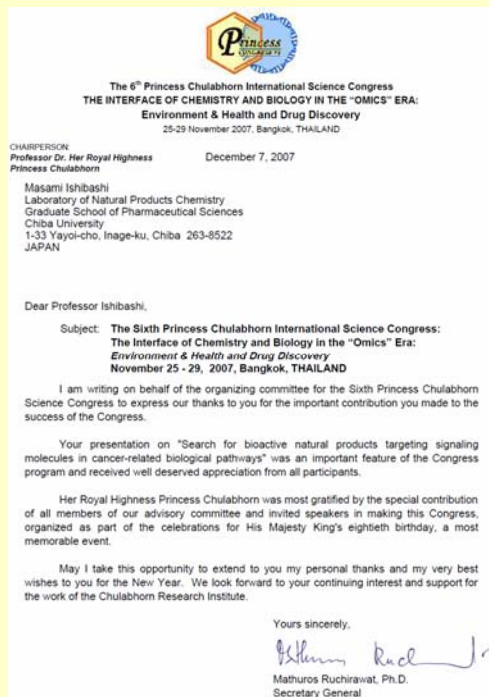 Princess
CONGRESS VI
The 6th Princess Chulabhorn International Science Congress
THE INTERFACE OF CHEMISTRY AND BIOLOGY IN THE "OMICS" ERA:
Environment & Health and Drug Discovery
25-29 November 2007, Bangkok, THAILAND
CHAIRPERSON:
Professor Dr. Her Royal Highness
Princess Chulabhorn
December 7, 2007
Masami Ishibashi
Laboratory of Natural Products Chemistry
Graduate School of Pharmaceutical Sciences
Chiba University
1-33 Yayoi-cho, Inage-ku, Chiba 263-8522
JAPAN
Dear Professor Ishibashi,
Subject: The Sixth Princess Chulabhorn International Science Congress:
The Interface of Chemistry and Biology in the "Omics" Era:
Environment & Health and Drug Discovery
November 25 - 29, 2007, Bangkok, THAILAND
I am writing on behalf of the organizing committee for the Sixth Princess Chulabhorn
Science Congress to express our thanks to you for the important contribution you made to the
success of the Congress.
Your presentation on "Search for bioactive natural products targeting signaling
molecules in cancer-related biological pathways" was an important feature of the Congress
program and received well deserved appreciation from all participants.
Her Royal Highness Princess Chulabhorn was most gratified by the special contribution
of all members of our advisory committee and invited speakers in making this Congress,
organized as part of the celebrations for His Majesty King's eightieth birthday, a most
memorable event.
May I take this opportunity to extend to you my personal thanks and my very best
wishes to you for the New Year. We look forward to your continuing interest and support for
the work of the Chulabhorn Research Institute.
Yours sincerely,
Mathuros Ruchirawat, Ph.D.
Secretary General